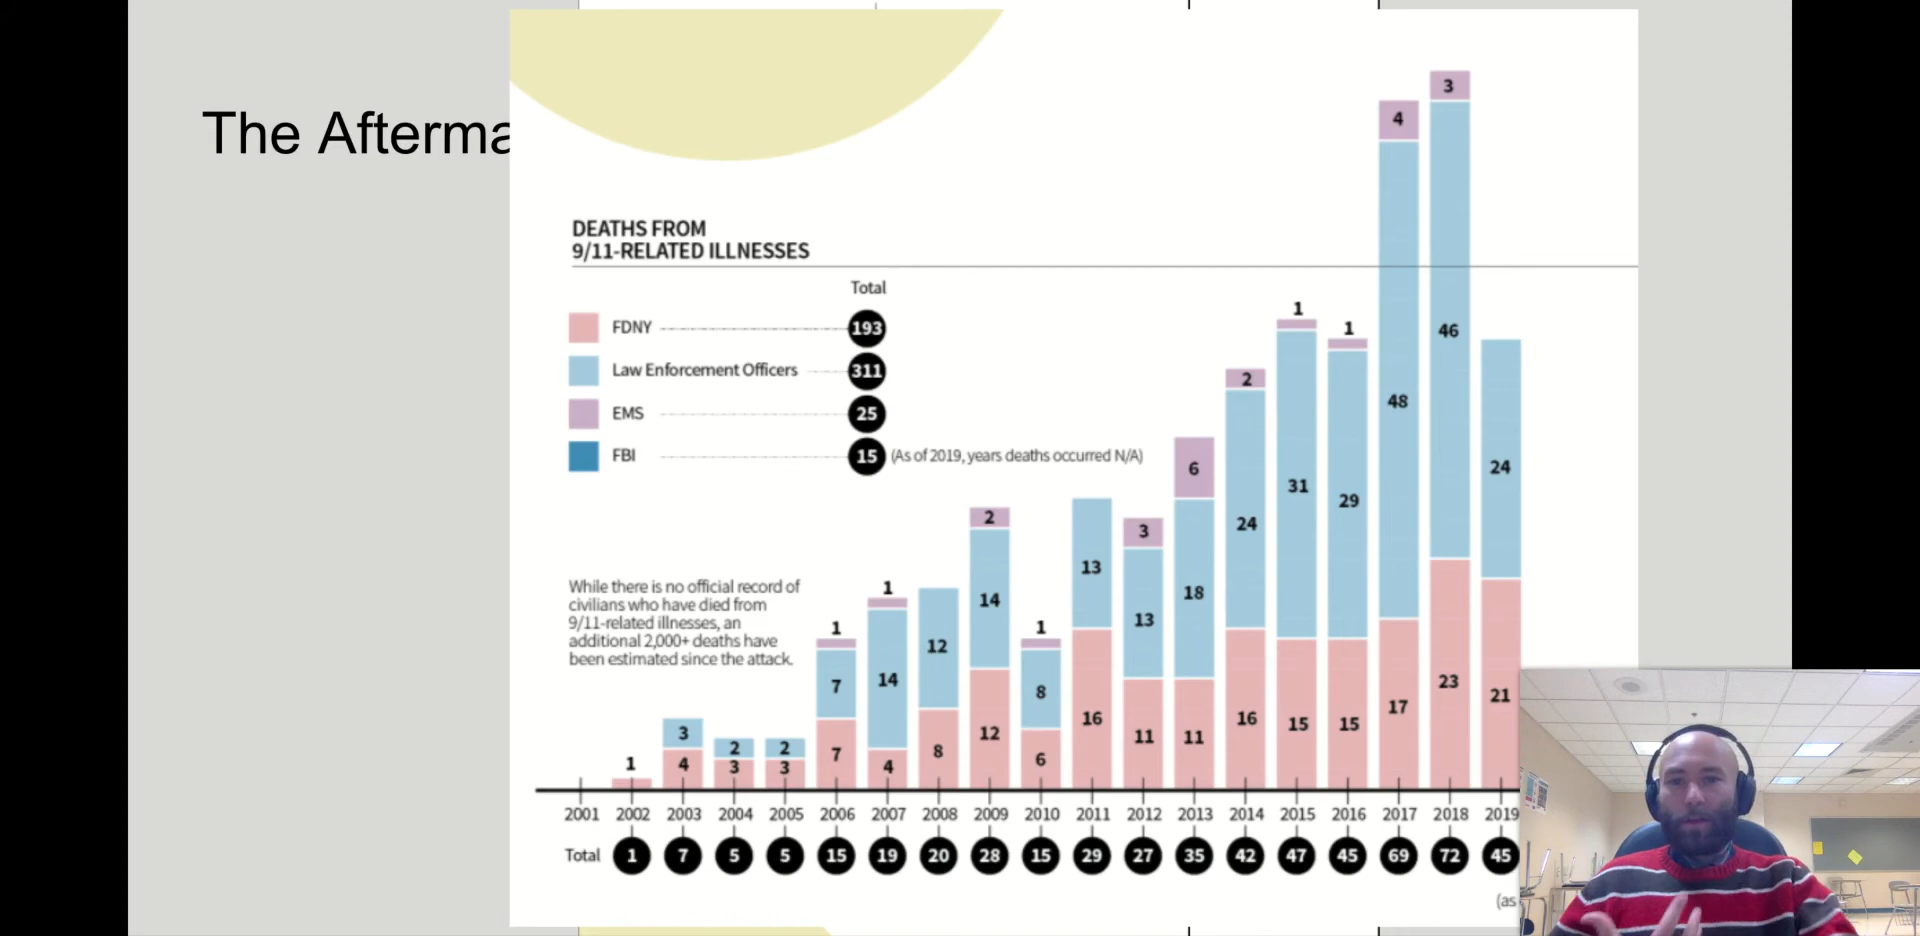 The Afterma
DEATHS FROM
9/11-RELATED ILLNESSES
Total
FDNY 193
Law Enforcement Officers 311
EMS 25
FBI 15 (As of 2019, years deaths occurred N/A)
While there is no official record of
civilians who have died from
9/11-related illnesses, an
additional 2,000+ deaths have
been estimated since the attack.
1
3 4
2 3
2 3
1 7 7
1 14 4
12 8
2 14 12
1 8 6
13 16
3 13 11
6 18 11
2 24 16
1 31 15
1 29 15
4 48 17
3 46 23
24 21
2001 2002 2003 2004 2005 2006 2007 2008 2009 2010 2011 2012 2013 2014 2015 2016 2017 2018 2019
Total 1 7 5 5 15 19 20 28 15 29 27 35 42 47 45 69 72 45
(as